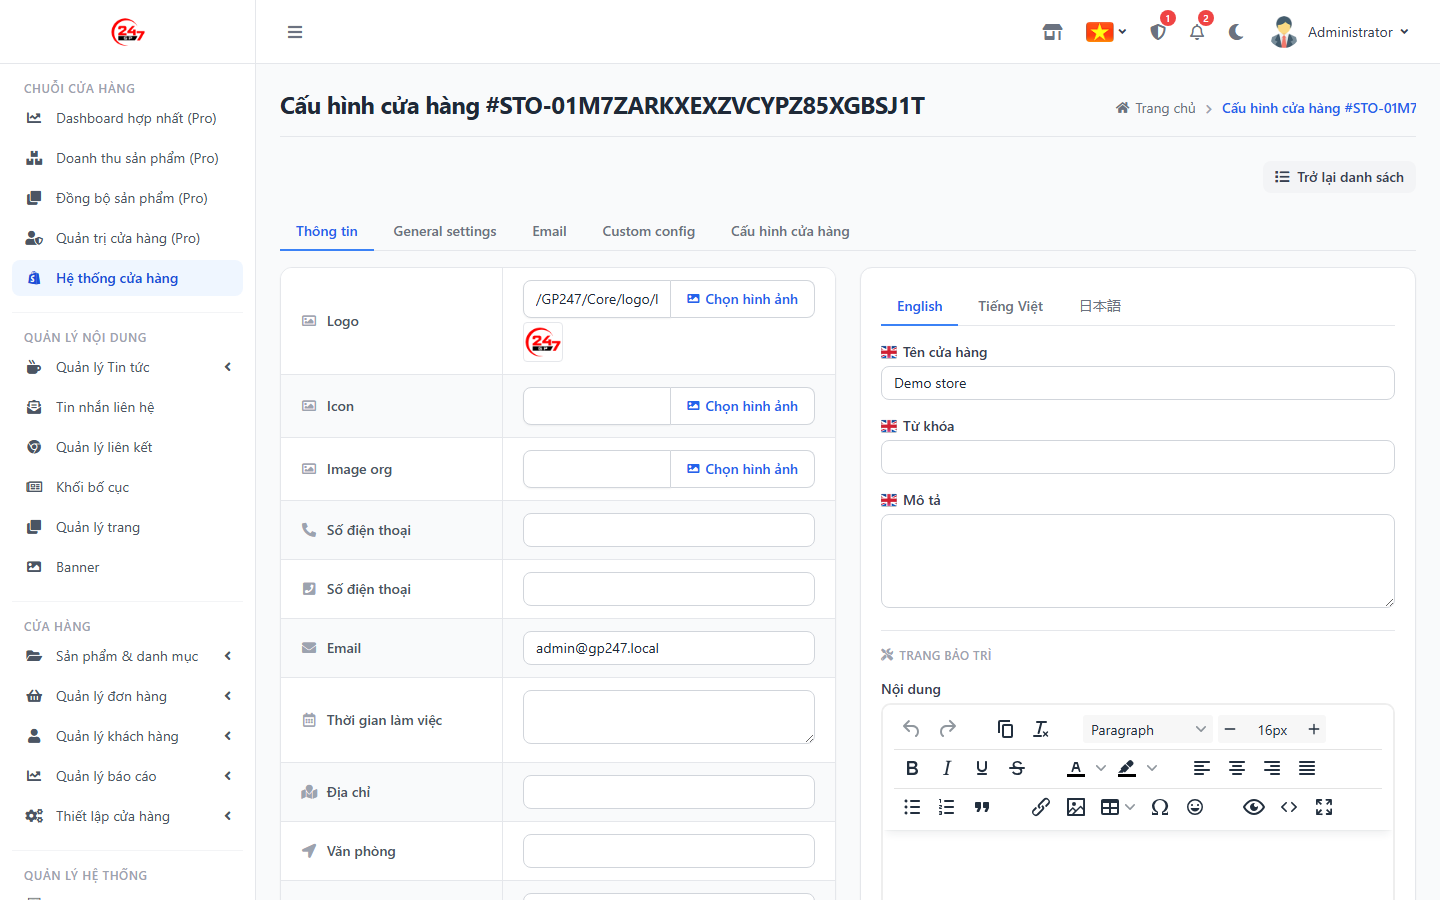 247
GP
1
2
Administrator
CHUỖI CỬA HÀNG
Dashboard hợp nhất (Pro)
Doanh thu sản phẩm (Pro)
Đồng bộ sản phẩm (Pro)
Quản trị cửa hàng (Pro)
Hệ thống cửa hàng
QUẢN LÝ NỘI DUNG
Quản lý Tin tức
Tin nhắn liên hệ
Quản lý liên kết
Khối bố cục
Quản lý trang
Banner
CỬA HÀNG
Sản phẩm & danh mục
Quản lý đơn hàng
Quản lý khách hàng
Quản lý báo cáo
Thiết lập cửa hàng
QUẢN LÝ HỆ THỐNG
Cấu hình cửa hàng #STO-01M7ZARKXEXZVCYPZ85XGBSJ1T
Trang chủ
Cấu hình cửa hàng #STO-01M7
Trở lại danh sách
Thông tin
General settings
Email
Custom config
Cấu hình cửa hàng
Logo
/GP247/Core/logo/l
Chọn hình ảnh
247
GP
Icon
Chọn hình ảnh
Image org
Chọn hình ảnh
Số điện thoại
Số điện thoại
Email
admin@gp247.local
Thời gian làm việc
Địa chỉ
Văn phòng
English
Tiếng Việt
日本語
Tên cửa hàng
Demo store
Từ khóa
Mô tả
TRANG BẢO TRÌ
Nội dung
Paragraph
16px